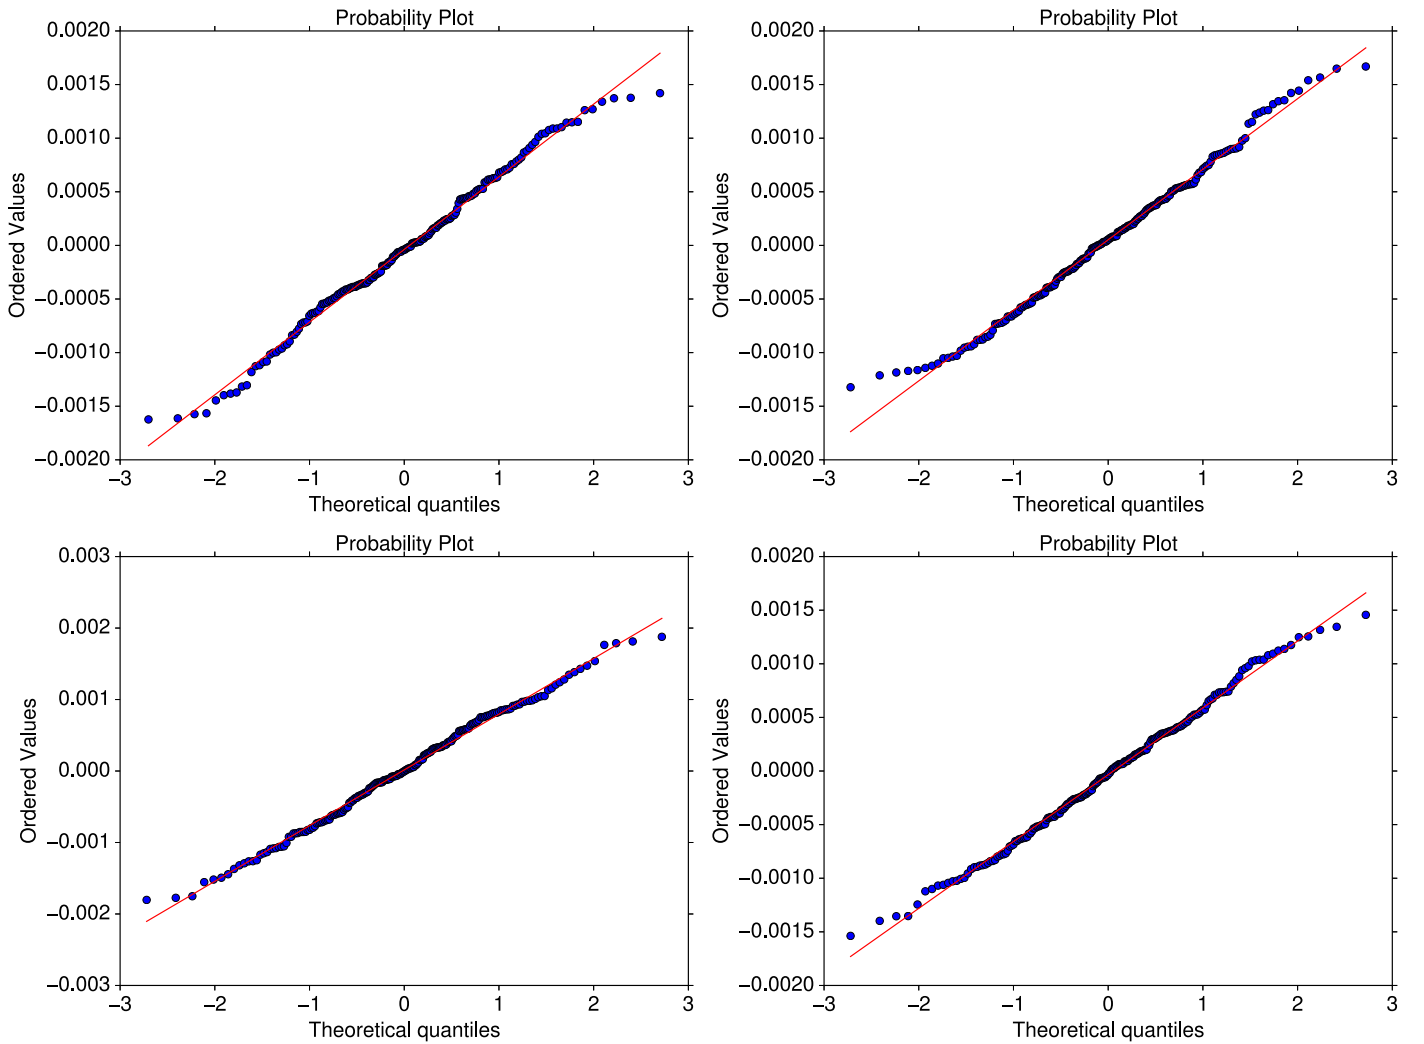 Probability Plot
0.0020
0.0015
0.0010
0.0005
0.0000
−0.0005
−0.0010
−0.0015
−0.0020
Ordered Values
−3 −2 −1 0 1 2 3
Theoretical quantiles
Probability Plot
0.0020
0.0015
0.0010
0.0005
0.0000
−0.0005
−0.0010
−0.0015
−0.0020
Ordered Values
−3 −2 −1 0 1 2 3
Theoretical quantiles
Probability Plot
0.003
0.002
0.001
0.000
−0.001
−0.002
−0.003
Ordered Values
−3 −2 −1 0 1 2 3
Theoretical quantiles
Probability Plot
0.0020
0.0015
0.0010
0.0005
0.0000
−0.0005
−0.0010
−0.0015
−0.0020
Ordered Values
−3 −2 −1 0 1 2 3
Theoretical quantiles